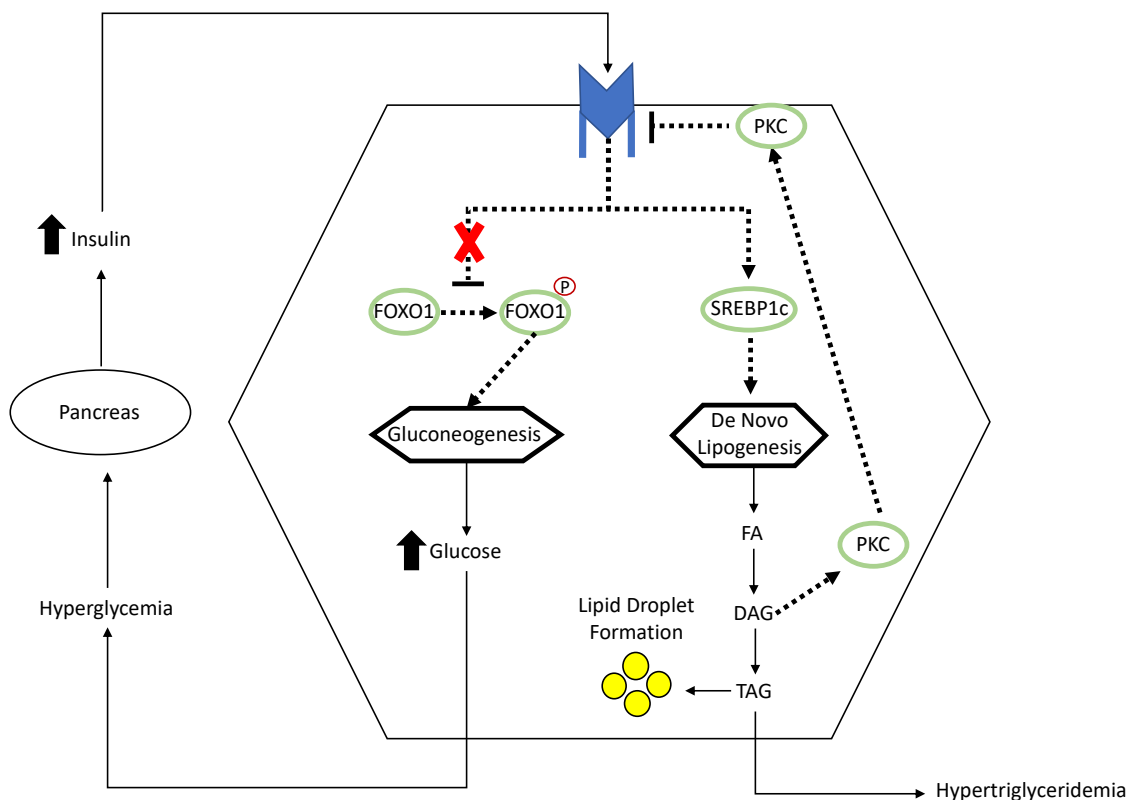 PKC
Insulin
P
FOXO1
FOXO1
SREBP1c
Pancreas
Gluconeogenesis
De Novo
Lipogenesis
FA
Glucose
PKC
Hyperglycemia
Lipid Droplet
Formation
DAG
TAG
Hypertriglyceridemia